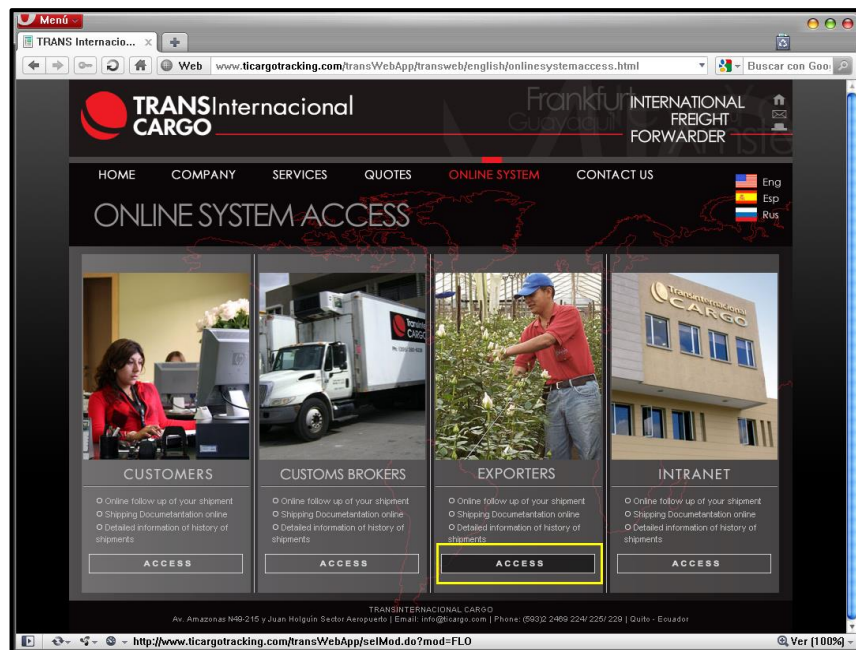 Menú
TRANS Internacio...
Web
www.ticargotracking.com/transWebApp/transweb/english/onlinesystemaccess.html
Buscar con Goo
TRANSInternacional
CARGO
Frankfurt
Guayaquil
INTERNATIONAL
FREIGHT
FORWARDER
HOME COMPANY SERVICES QUOTES ONLINE SYSTEM CONTACT US
Eng
Esp
Rus
ONLINE SYSTEM ACCESS
Transinternacional
CARGO
CUSTOMERS
Online follow up of your shipment
Shipping Documetantation online
Detailed information of history of
shipments
ACCESS
CUSTOMS BROKERS
Online follow up of your shipment
Shipping Documetantation online
Detailed information of history of
shipments
ACCESS
EXPORTERS
Online follow up of your shipment
Shipping Documetantation online
Detailed information of history of
shipments
ACCESS
INTRANET
Online follow up of your shipment
Shipping Documetantation online
Detailed information of history of
shipments
ACCESS
TRANSINTERNACIONAL CARGO
Av. Amazonas N49-215 y Juan Holguín Sector Aeropuerto | Email: info@ticargo.com | Phone: (593)2 2469 224/ 225/ 229 | Quito - Ecuador
http://www.ticargotracking.com/transWebApp/selMod.do?mod=FLO
Ver (100%)